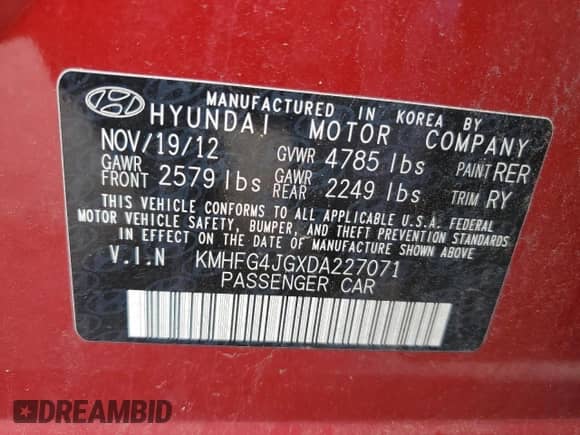 MANUFACTURED IN KOREA BY
HYUNDAI MOTOR COMPANY
NOV/19/12 GVWR 4785 lbs PAINT RER
GAWR FRONT 2579 lbs GAWR REAR 2249 lbs TRIM RY
THIS VEHICLE CONFORMS TO ALL APPLICABLE U.S.A. FEDERAL
MOTOR VEHICLE SAFETY, BUMPER, AND THEFT PREVENTION STANDARDS
IN EFFECT ON THE DATE OF MANUFACTURE SHOWN ABOVE
V.I.N KMHFG4JGXDA227071
PASSENGER CAR
DREAMBID